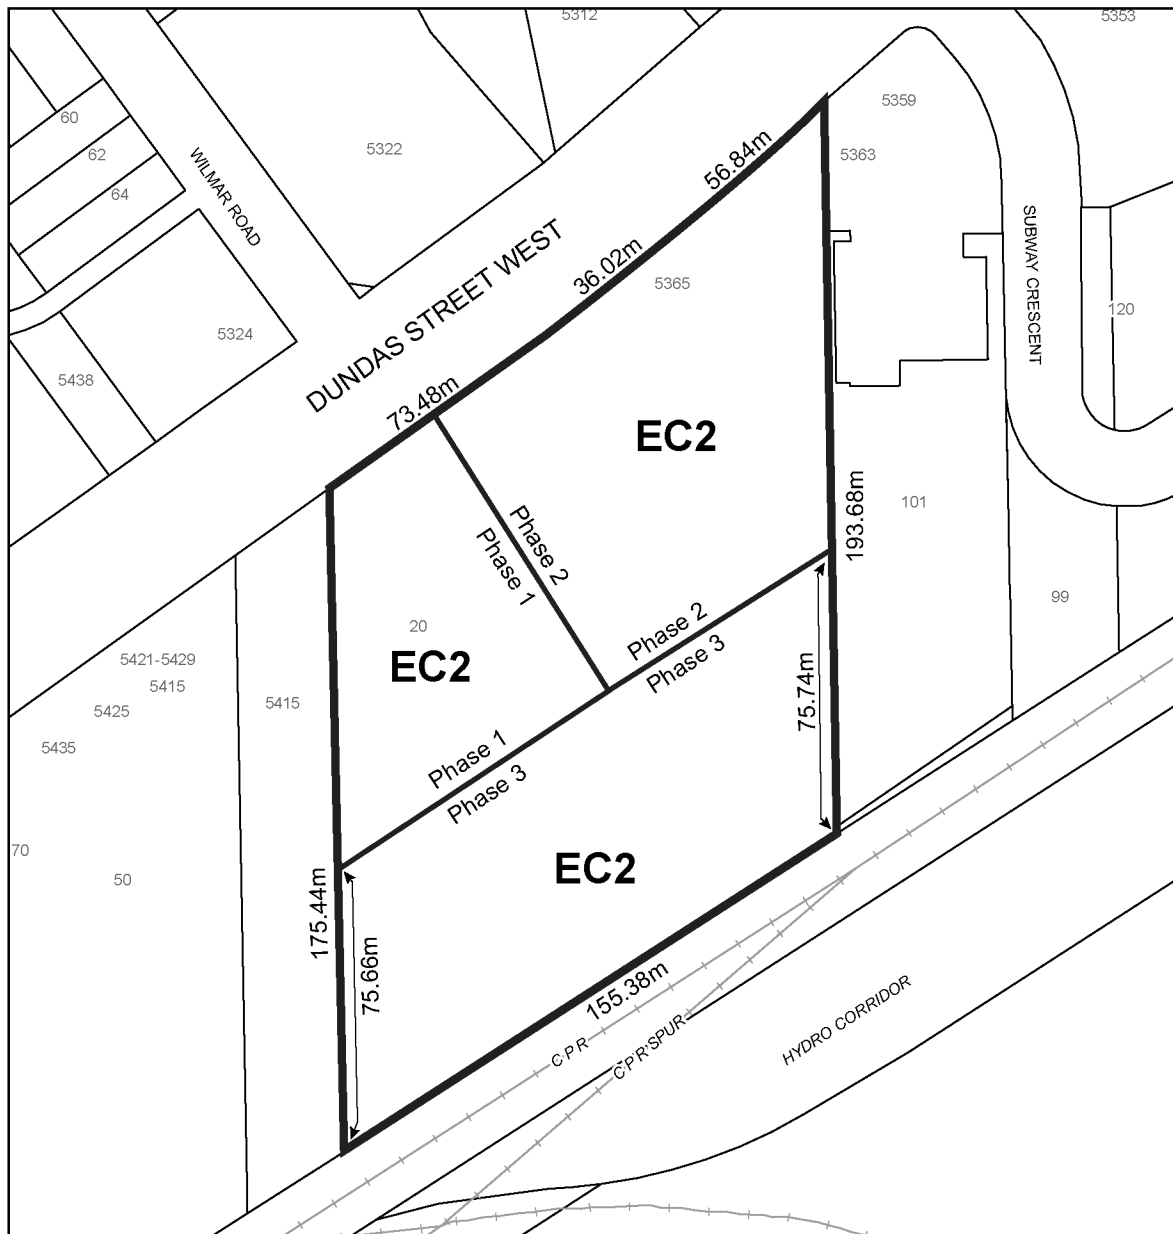 5312
5353
60
62
64
WILMAR ROAD
5322
5359
5363
56.84m
DUNDAS STREET WEST
36.02m
5365
SUBWAY CRESCENT
120
5324
5438
73.48m
EC2
193.68m
101
Phase 2
Phase 1
99
20
EC2
5421-5429
5415
5425
5435
5415
Phase 2
Phase 3
75.74m
Phase 1
Phase 3
70
50
EC2
175.44m
75.66m
155.38m
C P R
C P R SPUR
HYDRO CORRIDOR